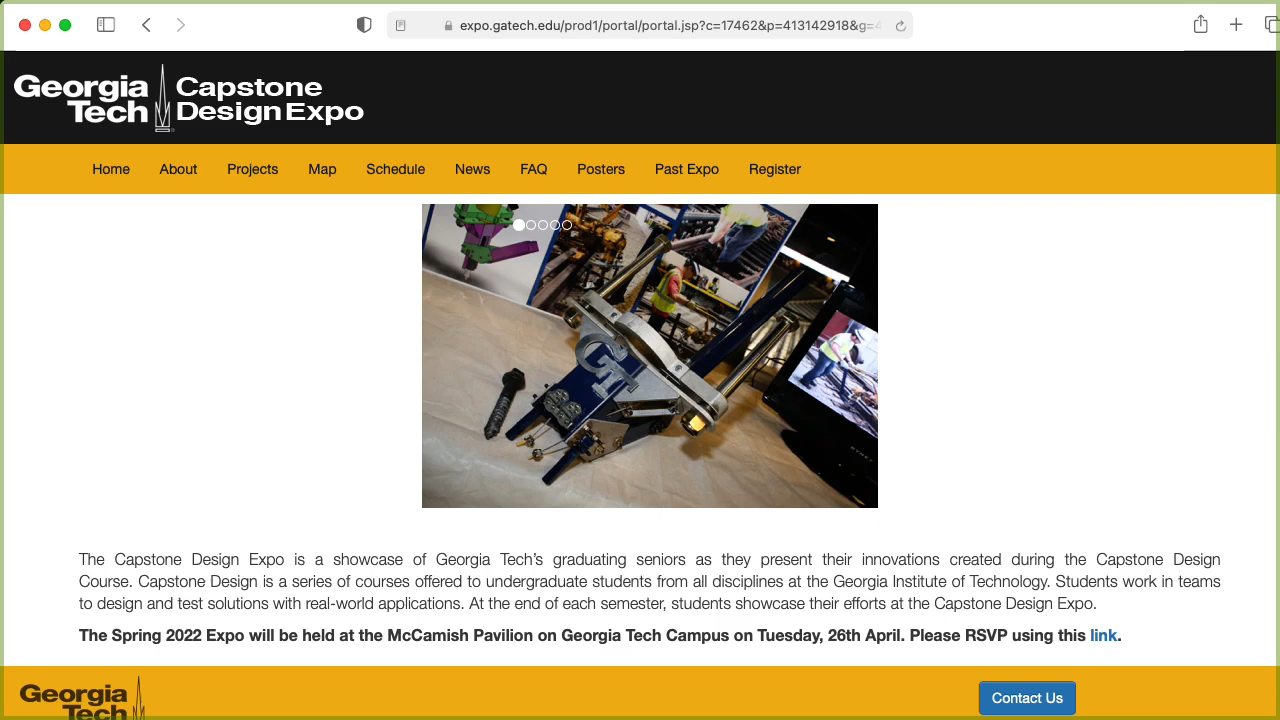 expo.gatech.edu/prod1/portal/portal.jsp?c=17462&p=413142918&g=4
Georgia Tech
Capstone Design Expo
Home About Projects Map Schedule News FAQ Posters Past Expo Register
GT
The Capstone Design Expo is a showcase of Georgia Tech’s graduating seniors as they present their innovations created during the Capstone Design
Course. Capstone Design is a series of courses offered to undergraduate students from all disciplines at the Georgia Institute of Technology. Students work in teams
to design and test solutions with real-world applications. At the end of each semester, students showcase their efforts at the Capstone Design Expo.
The Spring 2022 Expo will be held at the McCamish Pavilion on Georgia Tech Campus on Tuesday, 26th April. Please RSVP using this link.
Georgia
Tech
Contact Us